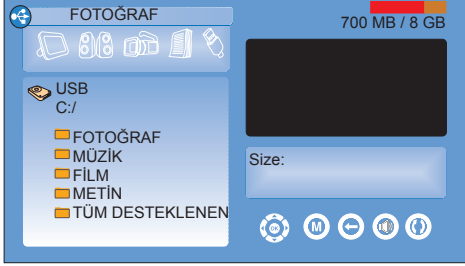 FOTOĞRAF
700 MB / 8 GB
USB
C:/
FOTOĞRAF
MÜZİK
FİLM
METİN
TÜM DESTEKLENEN
Size:
OK
M